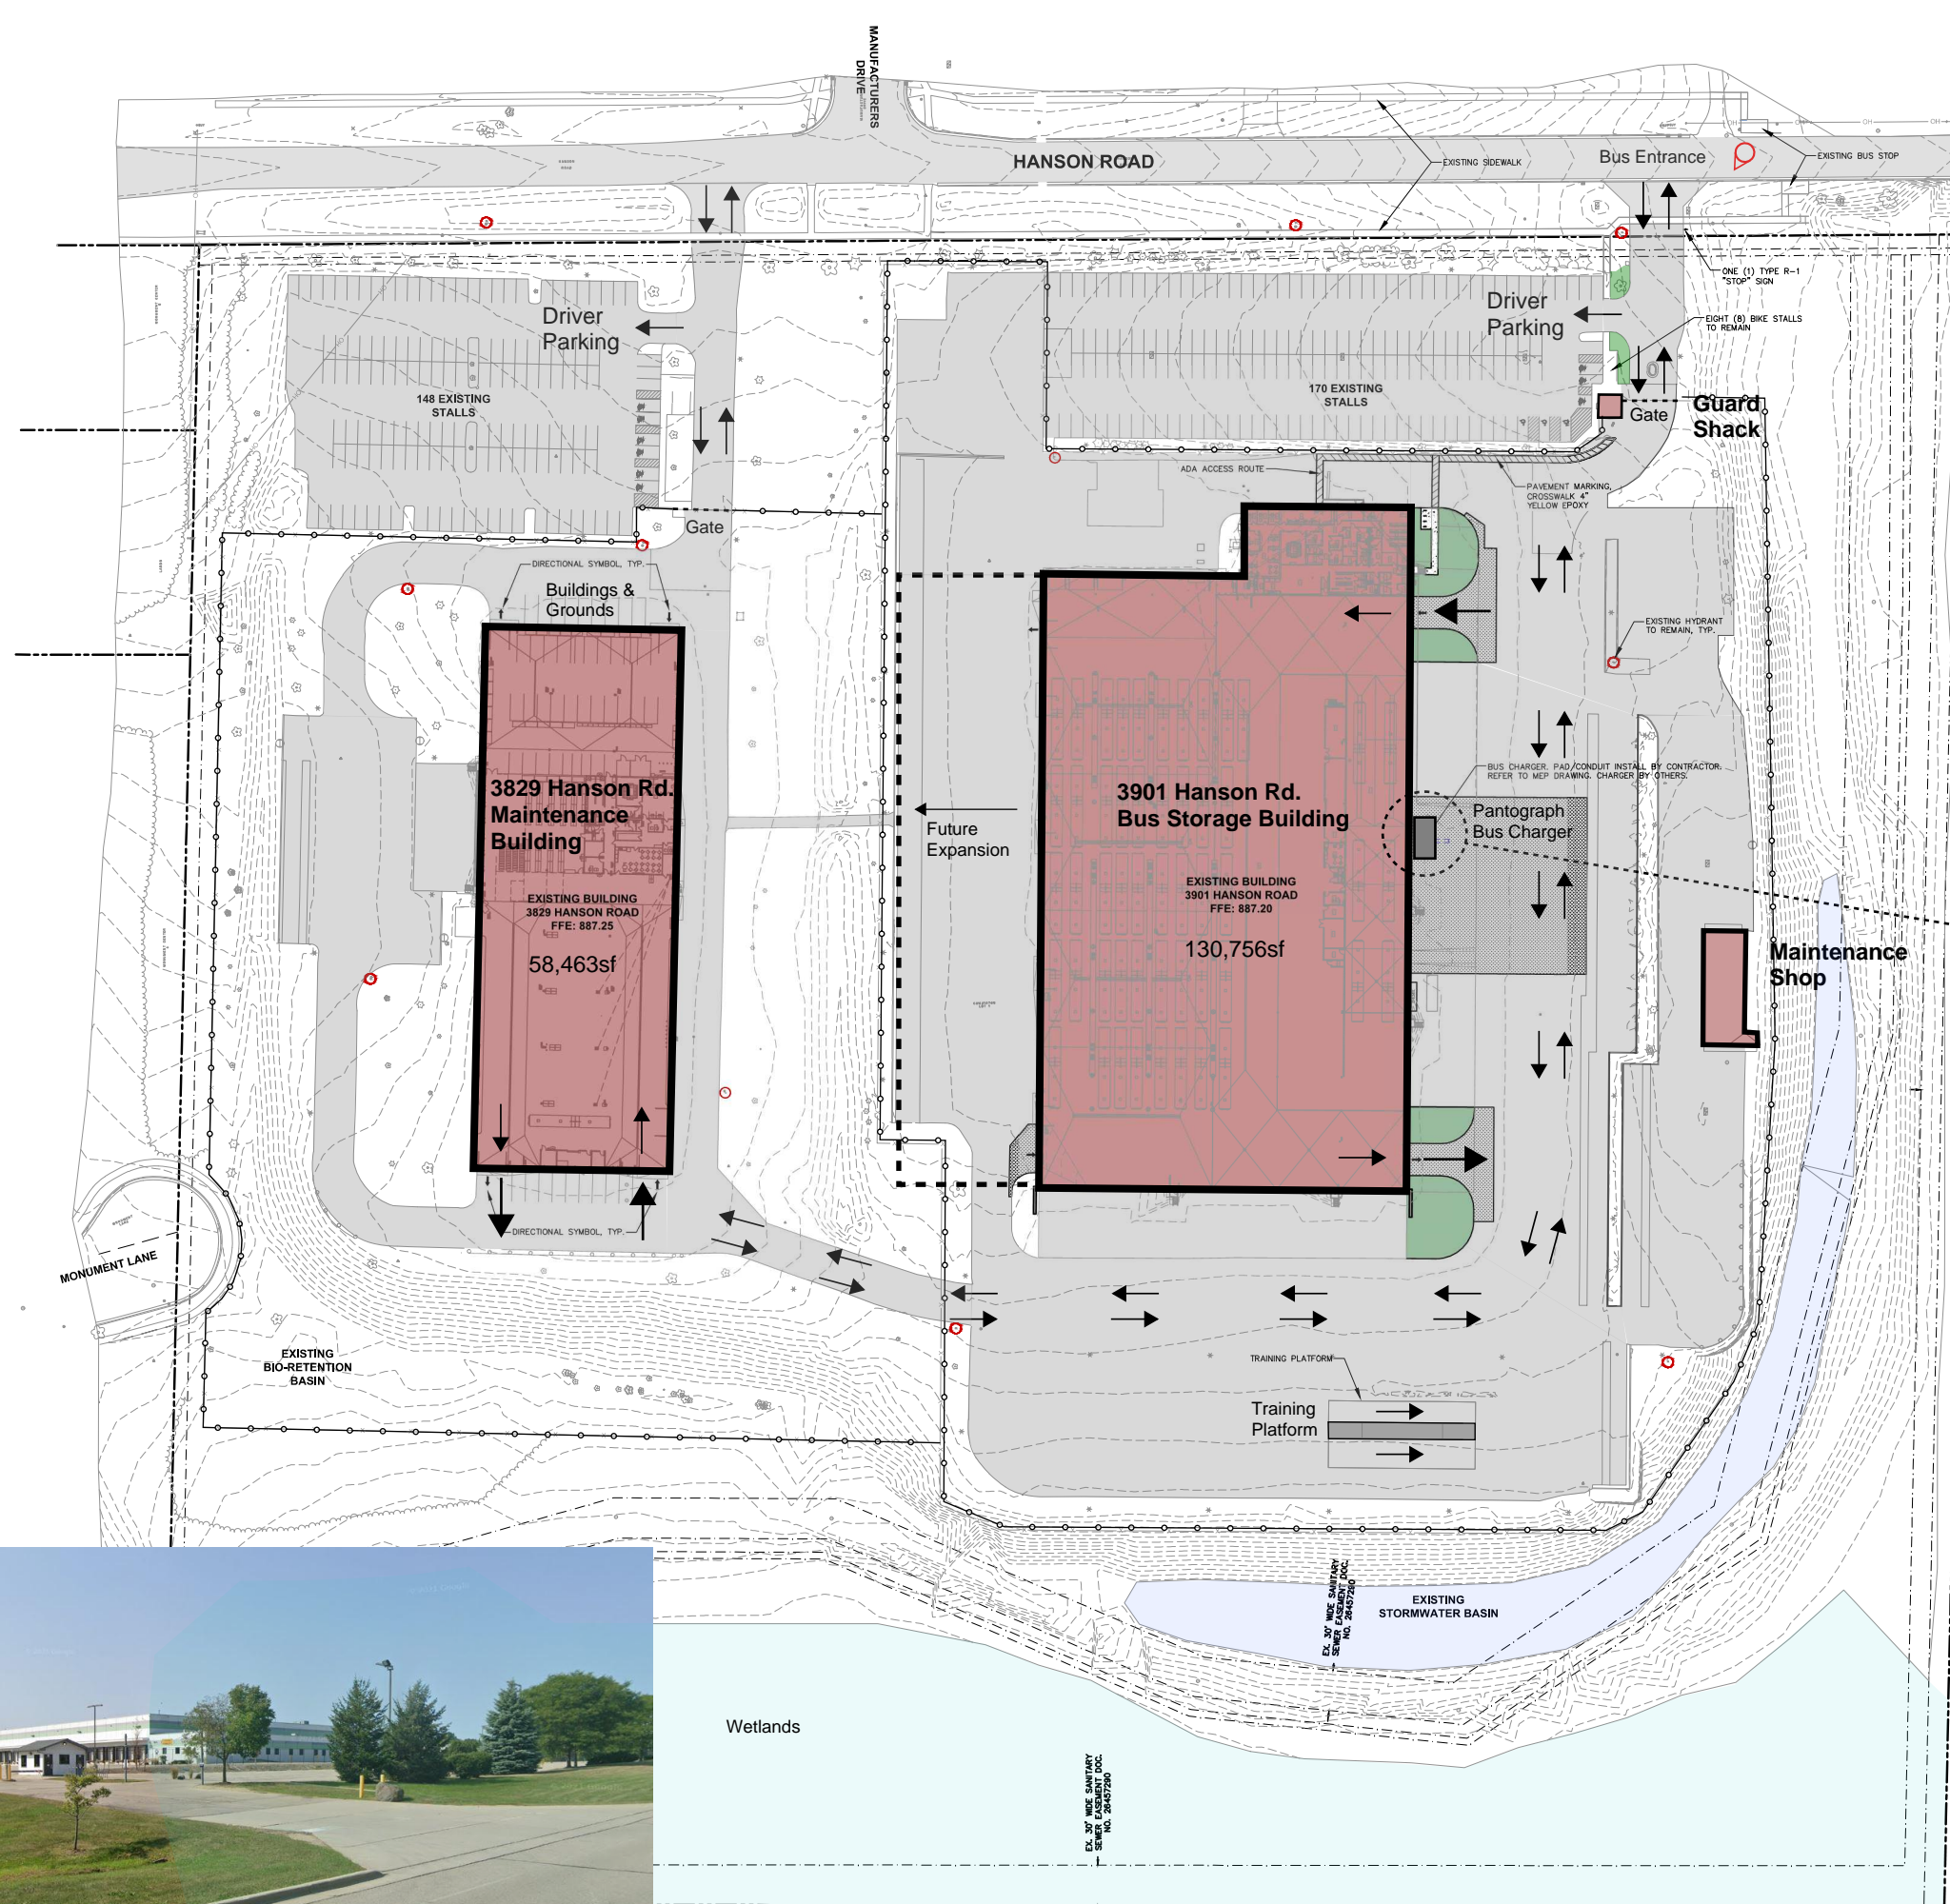 MANUFACTURERS
DRIVE
HANSON ROAD
EXISTING SIDEWALK
Bus Entrance
EXISTING BUS STOP
ONE (1) TYPE R-1
"STOP" SIGN
Driver
Parking
Driver
Parking
EIGHT (8) BIKE STALLS
TO REMAIN
148 EXISTING
STALLS
170 EXISTING
STALLS
Gate
Guard
Shack
ADA ACCESS ROUTE
PAVEMENT MARKING,
CROSSWALK 4"
YELLOW EPOXY
Gate
DIRECTIONAL SYMBOL, TYP.
Buildings &
Grounds
EXISTING HYDRANT
TO REMAIN, TYP.
BUS CHARGER. PAD/CONDUIT INSTALL BY CONTRACTOR.
REFER TO MEP DRAWING. CHARGER BY OTHERS.
3829 Hanson Rd.
Maintenance
Building
3901 Hanson Rd.
Bus Storage Building
Pantograph
Bus Charger
Future
Expansion
EXISTING BUILDING
3829 HANSON ROAD
FFE: 887.25
58,463sf
EXISTING BUILDING
3901 HANSON ROAD
FFE: 887.20
130,756sf
Maintenance
Shop
DIRECTIONAL SYMBOL, TYP.
MONUMENT LANE
EXISTING
BIO-RETENTION
BASIN
TRAINING PLATFORM
Training
Platform
EXISTING
STORMWATER BASIN
EX. 30' WIDE SANITARY
SEWER EASEMENT DOC.
NO. 26457290
Wetlands
EX. 30' WIDE SANITARY
SEWER EASEMENT DOC.
NO. 26457290